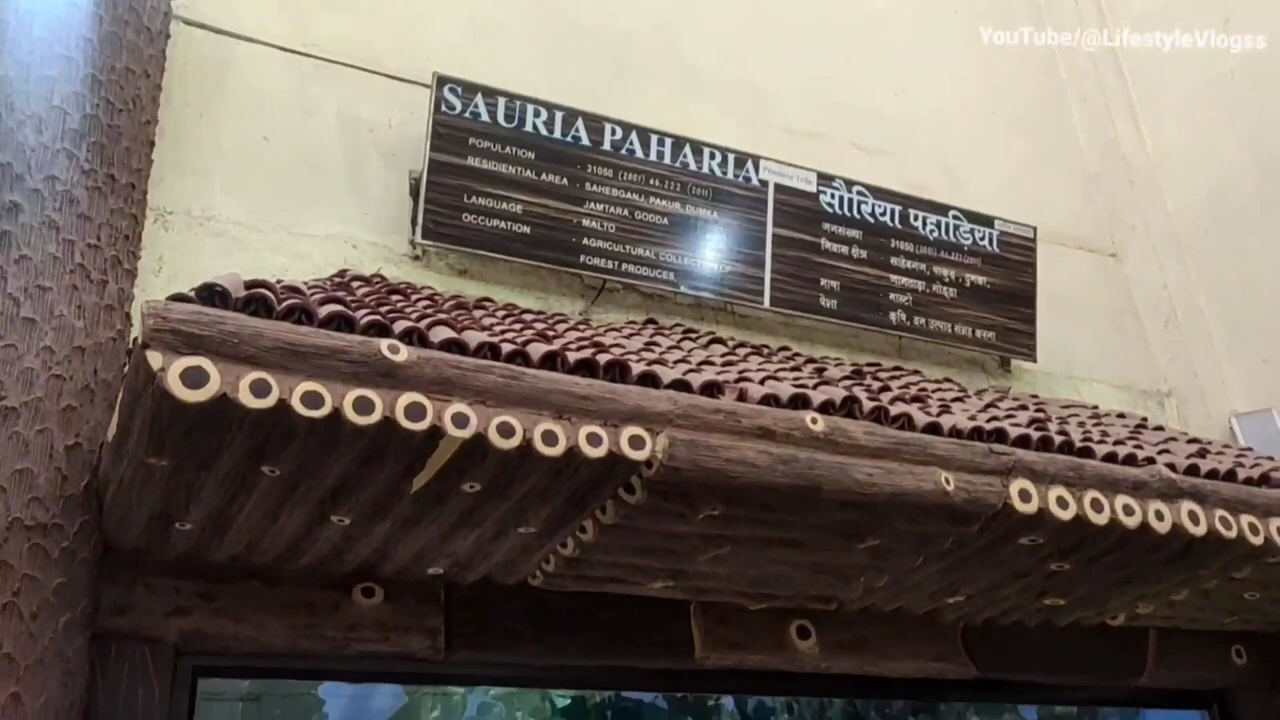 YouTube/@LifestyleVlogss
SAURIA PAHARIA
POPULATION - 31050 (2001) 46,222 (2011)
RESIDIENTIAL AREA - SAHEBGANJ, PAKUR, DUMKA
JAMTARA, GODDA
LANGUAGE - MALTO
OCCUPATION - AGRICULTURAL COLLECTION OF
FOREST PRODUCES,
Primitive Tribe
सौरिया पहाड़िया
जनसंख्या - 31050 (2001) 46,222 (2011)
निवास क्षेत्र - साहेबगंज, पाकुड़, दुमका,
जामताड़ा, गोड्डा
भाषा - माल्टो
पेशा - कृषि, वन उत्पाद संग्रह करना